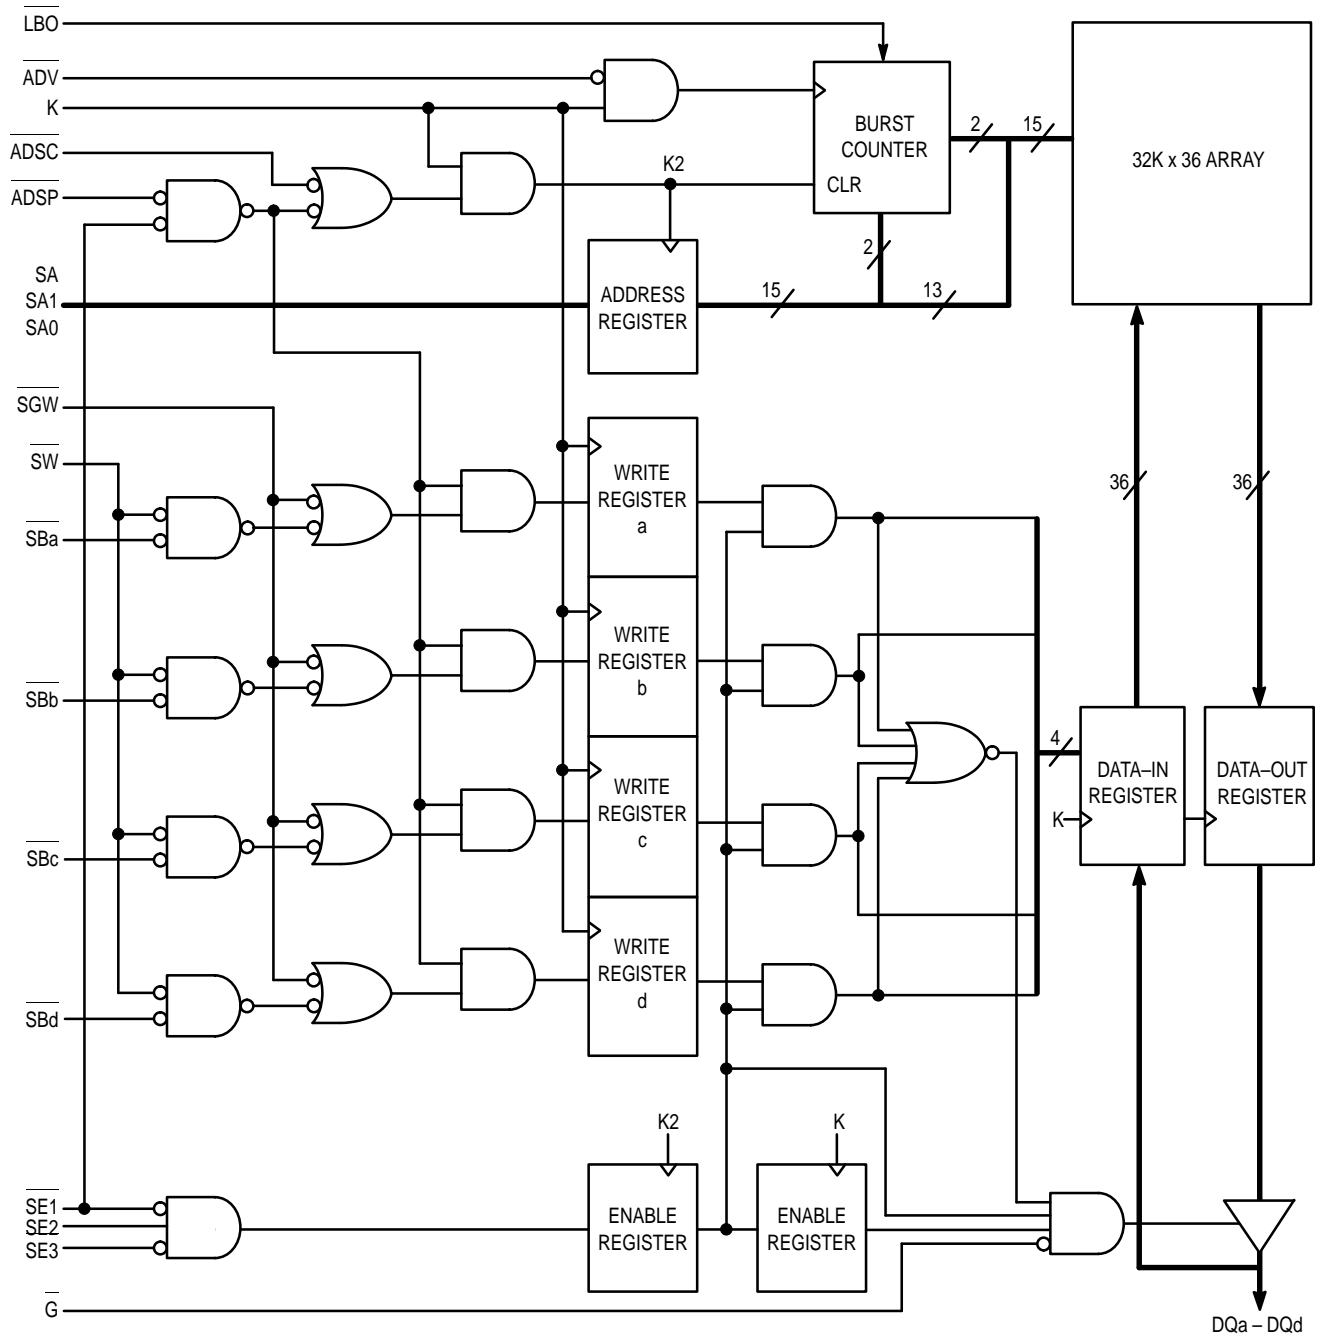 LBO
ADV
K
ADSC
ADSP
SA
SA1
SA0
SGW
SW
SBa
SBb
SBc
SBd
SE1
SE2
SE3
G
K2
BURST
COUNTER
CLR
2
15
32K x 36 ARRAY
2
ADDRESS
REGISTER
15
13
WRITE
REGISTER
a
WRITE
REGISTER
b
WRITE
REGISTER
c
WRITE
REGISTER
d
36
36
4
K
DATA–IN
REGISTER
DATA–OUT
REGISTER
K2
K
ENABLE
REGISTER
ENABLE
REGISTER
DQa – DQd